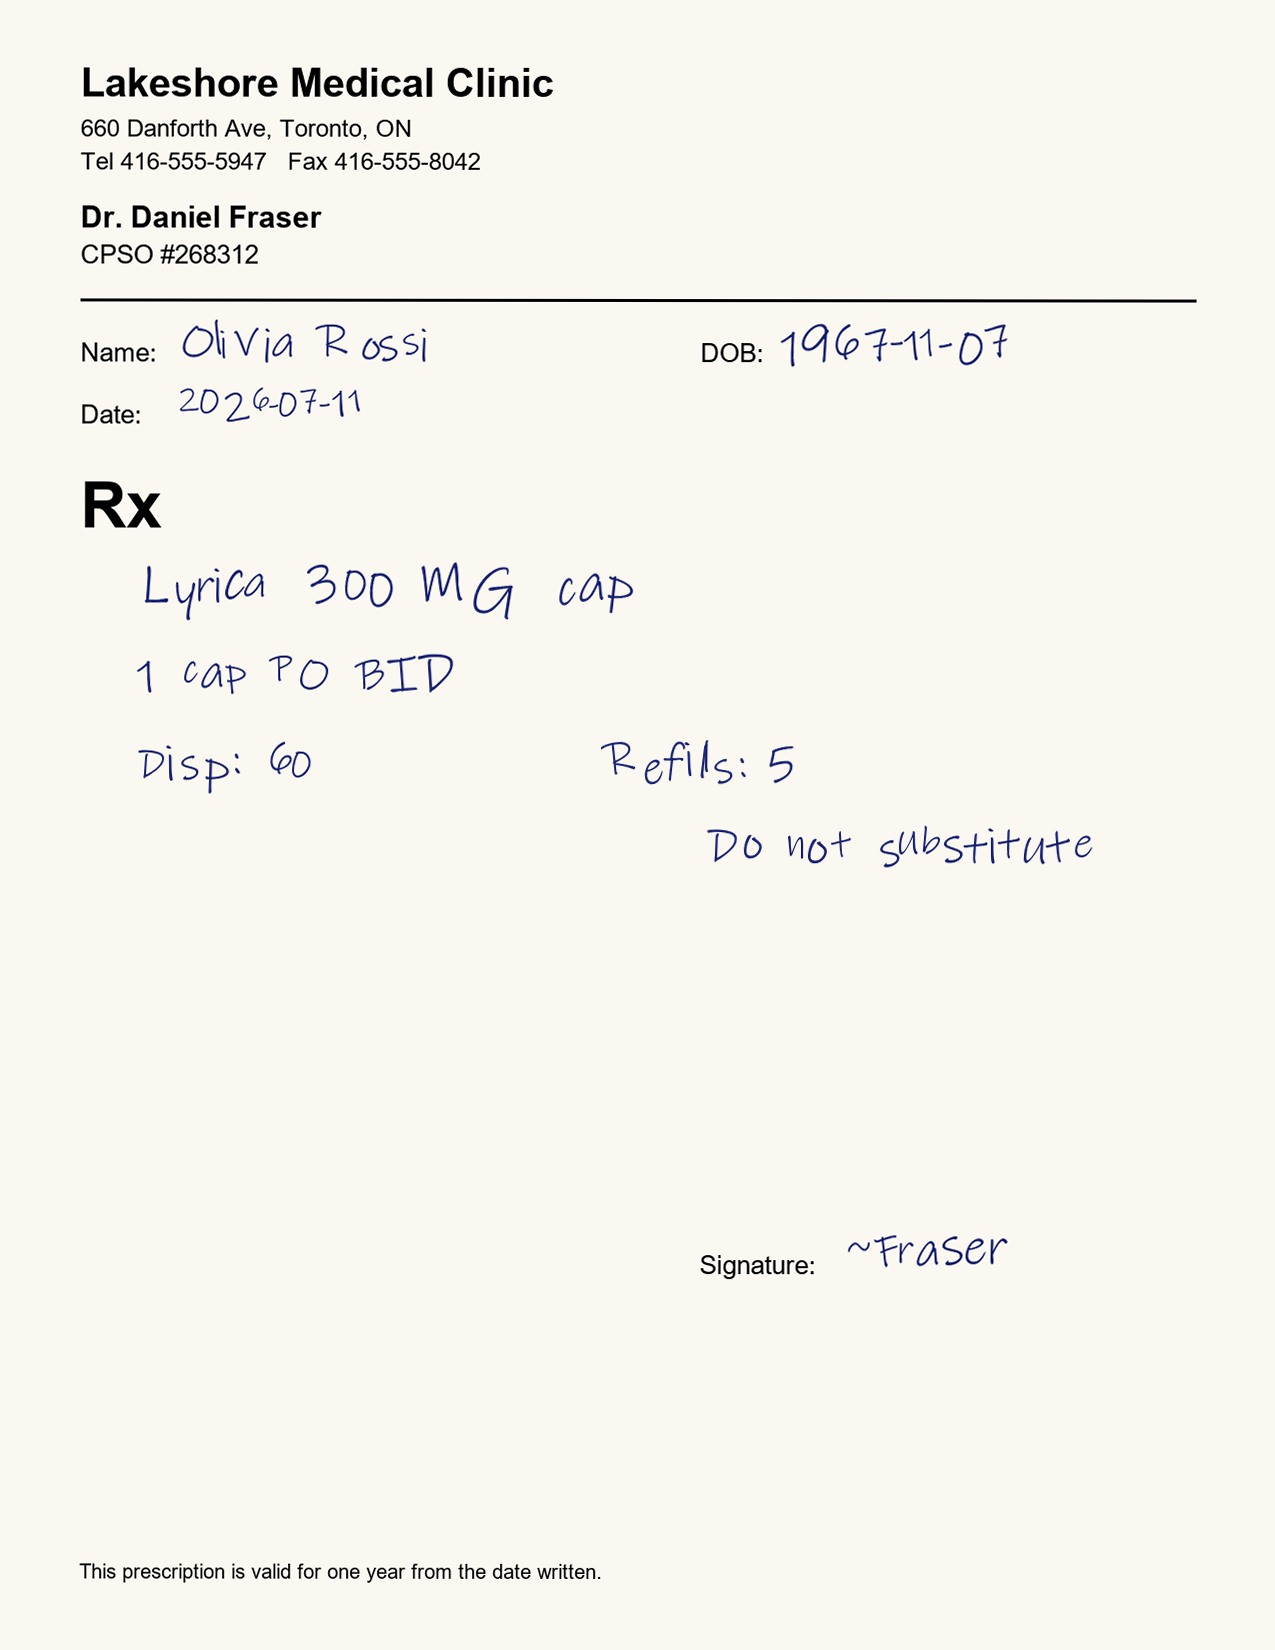 Lakeshore Medical Clinic
660 Danforth Ave, Toronto, ON
Tel 416-555-5947 Fax 416-555-8042
Dr. Daniel Fraser
CPSO #268312
Name: Olivia Rossi DOB: 1967-11-07
Date: 2026-07-11
Rx
Lyrica 300 MG cap
1 cap PO BID
Disp: 60 Refills: 5
Do not substitute
Signature: ~Fraser
This prescription is valid for one year from the date written.